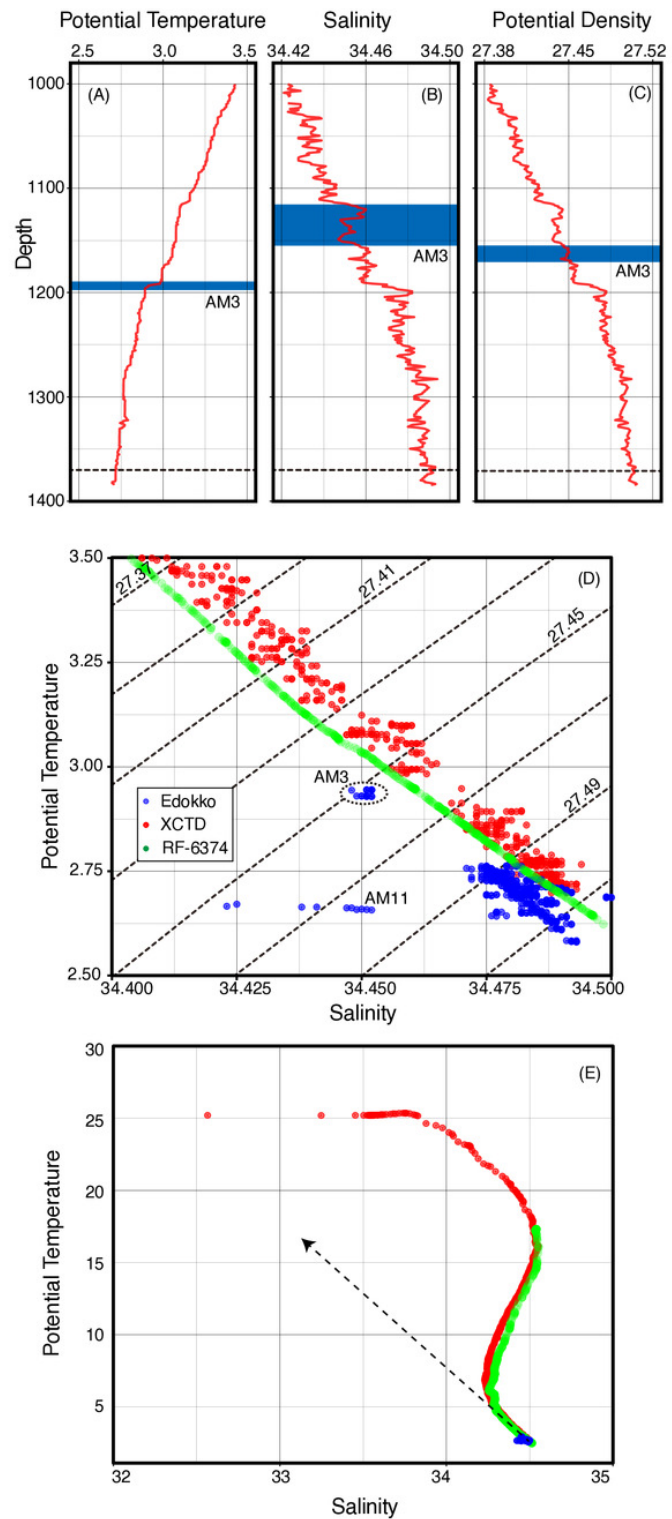 Potential Temperature
2.5 3.0 3.5
Salinity
34.42 34.46 34.50
Potential Density
27.38 27.45 27.52
Depth
1000
1100
1200
1300
1400
(A)
AM3
(B)
AM3
(C)
AM3
(D)
Potential Temperature
3.50
3.25
3.00
2.75
2.50
27.37
27.41
27.45
27.49
AM3
AM11
Edokko
XCTD
RF-6374
34.400 34.425 34.450 34.475 34.500
Salinity
(E)
Potential Temperature
30
25
20
15
10
5
32 33 34 35
Salinity